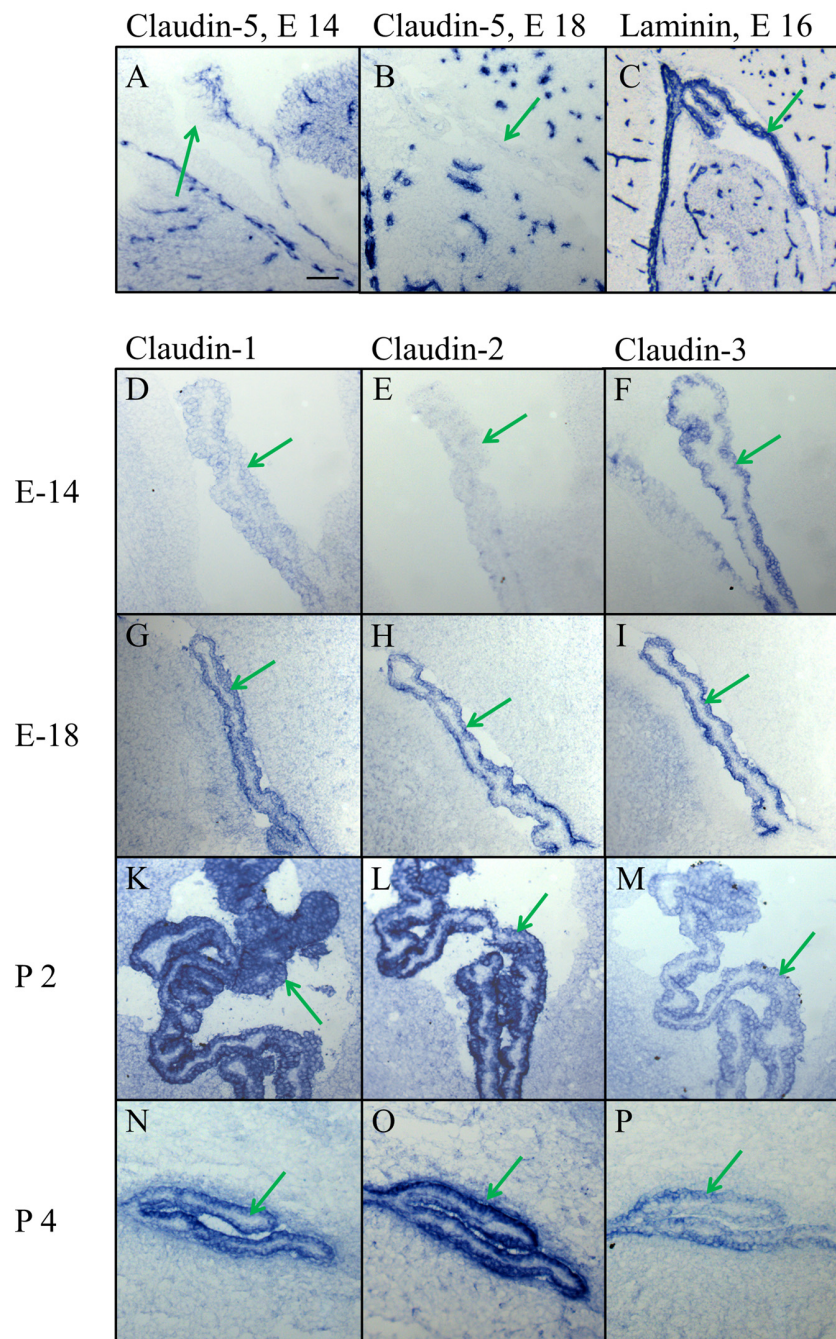 Claudin-5, E 14 Claudin-5, E 18 Laminin, E 16
A B C
Claudin-1 Claudin-2 Claudin-3
D E F
E-14
G H I
E-18
K L M
P 2
N O P
P 4